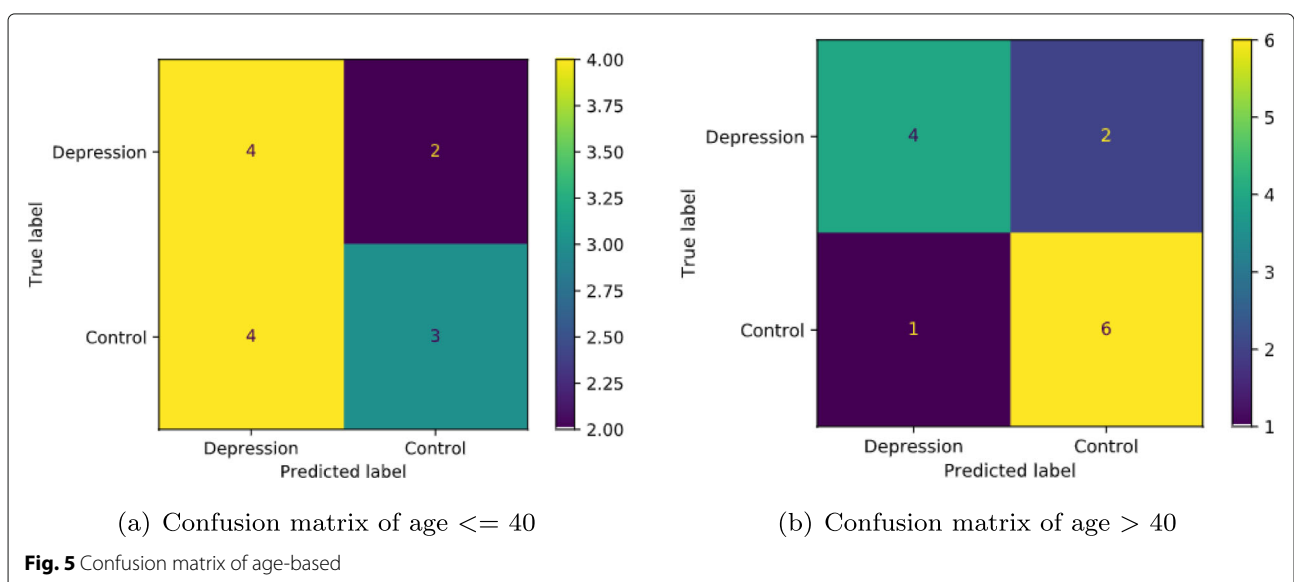 4.00
3.75
3.50
3.25
3.00
2.75
2.50
2.25
2.00
Depression
Control
True label
4 2
4 3
Depression Control
Predicted label
(a) Confusion matrix of age <= 40
6
5
4
3
2
1
Depression
Control
True label
4 2
1 6
Depression Control
Predicted label
(b) Confusion matrix of age > 40
Fig. 5 Confusion matrix of age-based